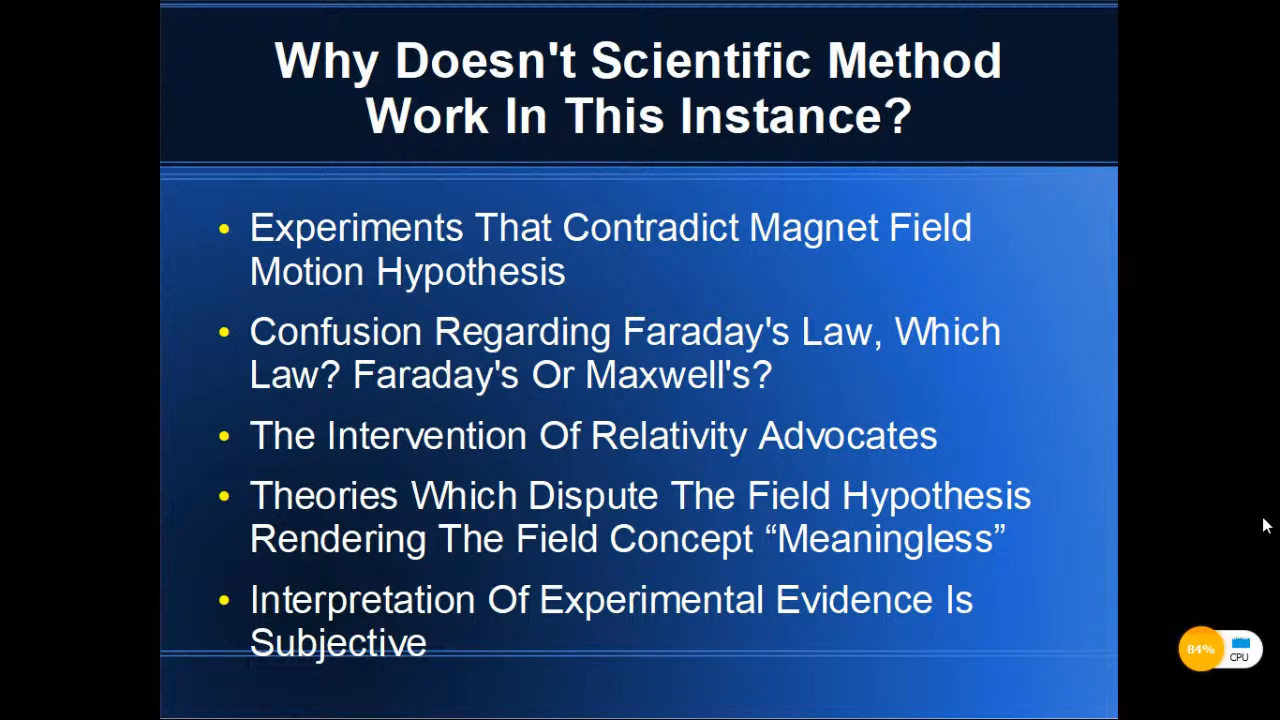 Why Doesn't Scientific Method
Work In This Instance?
• Experiments That Contradict Magnet Field
Motion Hypothesis
• Confusion Regarding Faraday's Law, Which
Law? Faraday's Or Maxwell's?
• The Intervention Of Relativity Advocates
• Theories Which Dispute The Field Hypothesis
Rendering The Field Concept “Meaningless”
• Interpretation Of Experimental Evidence Is
Subjective
84%
CPU